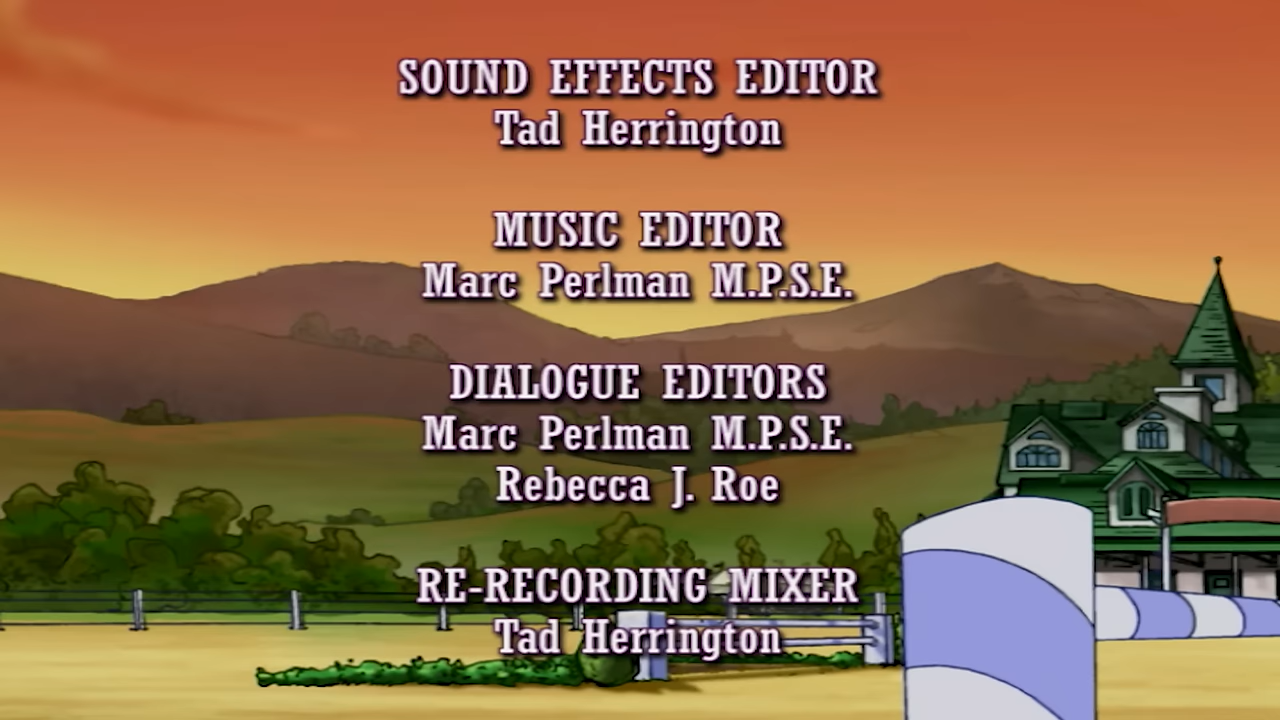 SOUND EFFECTS EDITOR
Tad Herrington
MUSIC EDITOR
Marc Perlman M.P.S.E.
DIALOGUE EDITORS
Marc Perlman M.P.S.E.
Rebecca J. Roe
RE-RECORDING MIXER
Tad Herrington